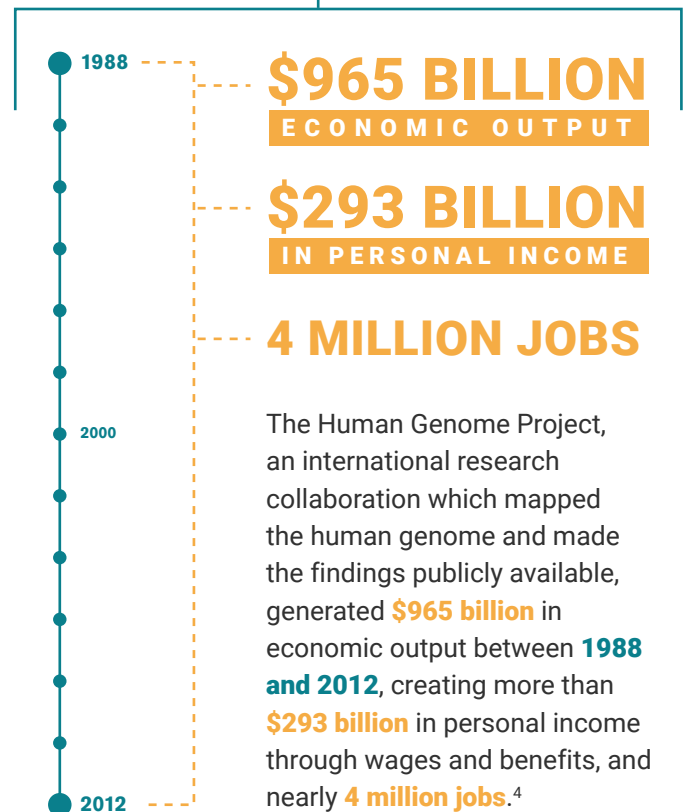 1988
$965 BILLION
ECONOMIC OUTPUT
$293 BILLION
IN PERSONAL INCOME
4 MILLION JOBS
2000
The Human Genome Project,
an international research
collaboration which mapped
the human genome and made
the findings publicly available,
generated $965 billion in
economic output between 1988
and 2012, creating more than
$293 billion in personal income
through wages and benefits, and
nearly 4 million jobs.⁴
2012